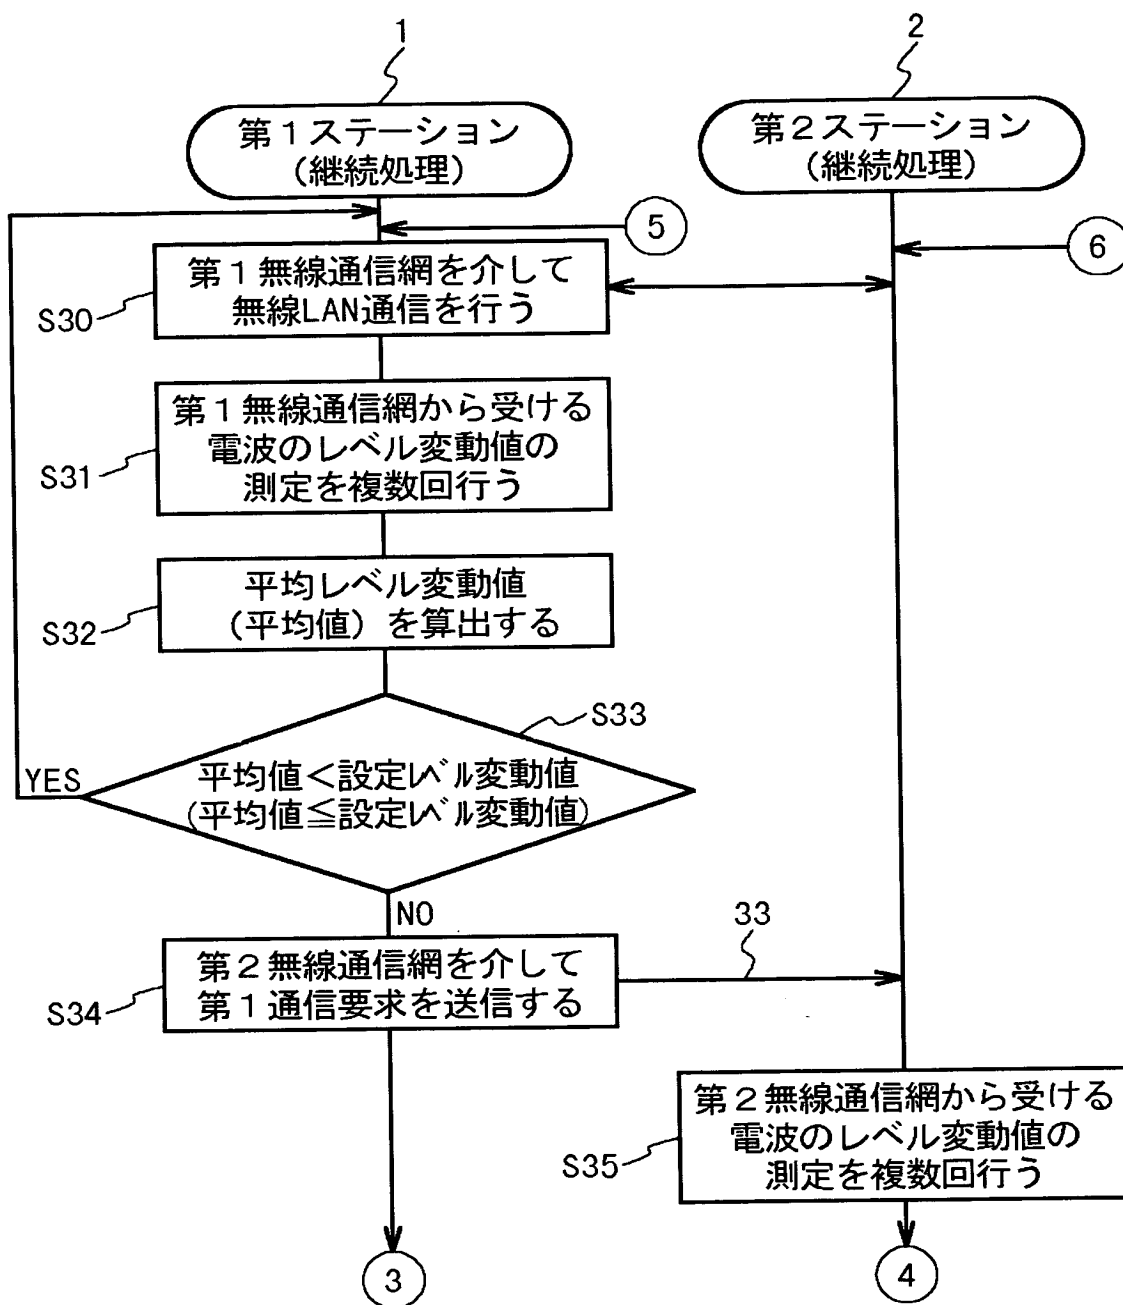 1
2
第１ステーション
(継続処理)
第２ステーション
(継続処理)
5
6
第１無線通信網を介して
無線LAN通信を行う
S30
第１無線通信網から受ける
電波のレベル変動値の
測定を複数回行う
S31
平均レベル変動値
(平均値) を算出する
S32
S33
平均値＜設定レベル変動値
(平均値≦設定レベル変動値)
YES
NO
33
第２無線通信網を介して
第１通信要求を送信する
S34
第２無線通信網から受ける
電波のレベル変動値の
測定を複数回行う
S35
3
4